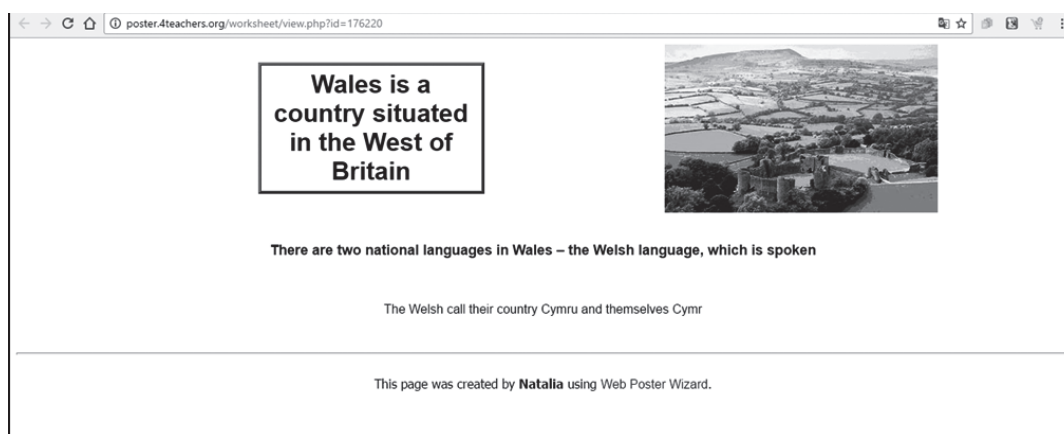 poster.4teachers.org/worksheet/view.php?id=176220
Wales is a
country situated
in the West of
Britain
There are two national languages in Wales – the Welsh language, which is spoken
The Welsh call their country Cymru and themselves Cymr
This page was created by Natalia using Web Poster Wizard.